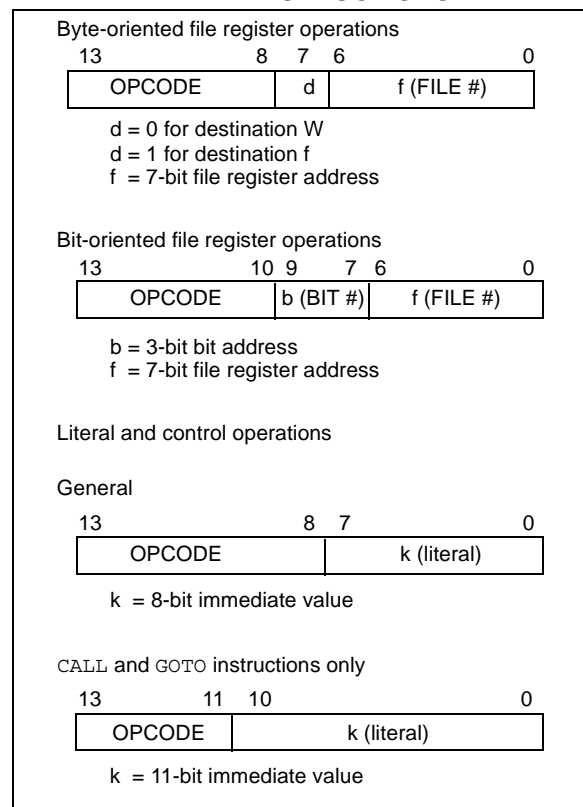 Byte-oriented file register operations
13 8 7 6 0
OPCODE d f (FILE #)
d = 0 for destination W
d = 1 for destination f
f = 7-bit file register address
Bit-oriented file register operations
13 10 9 7 6 0
OPCODE b (BIT #) f (FILE #)
b = 3-bit bit address
f = 7-bit file register address
Literal and control operations
General
13 8 7 0
OPCODE k (literal)
k = 8-bit immediate value
CALL and GOTO instructions only
13 11 10 0
OPCODE k (literal)
k = 11-bit immediate value